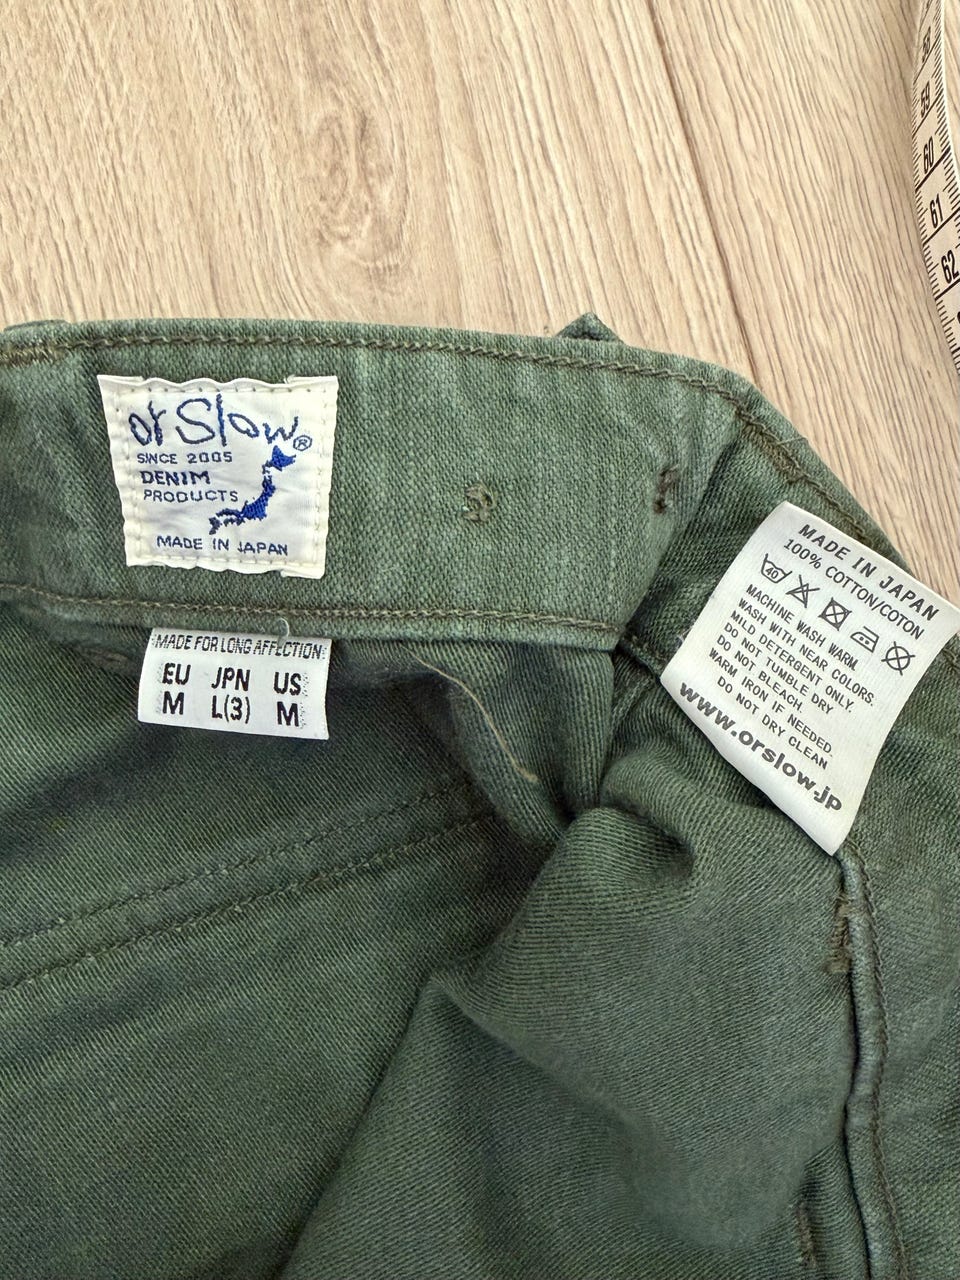 or Slow®
SINCE 2005
DENIM
PRODUCTS
MADE IN JAPAN
MADE FOR LONG AFFECTION
EU JPN US
M L(3) M
MADE IN JAPAN
100% COTTON/COTON
40
MACHINE WASH WARM.
WASH WITH NEAR COLORS.
MILD DETERGENT ONLY.
DO NOT TUMBLE DRY
DO NOT BLEACH.
WARM IRON IF NEEDED.
DO NOT DRY CLEAN
www.orslow.jp
58
59
60
61
62